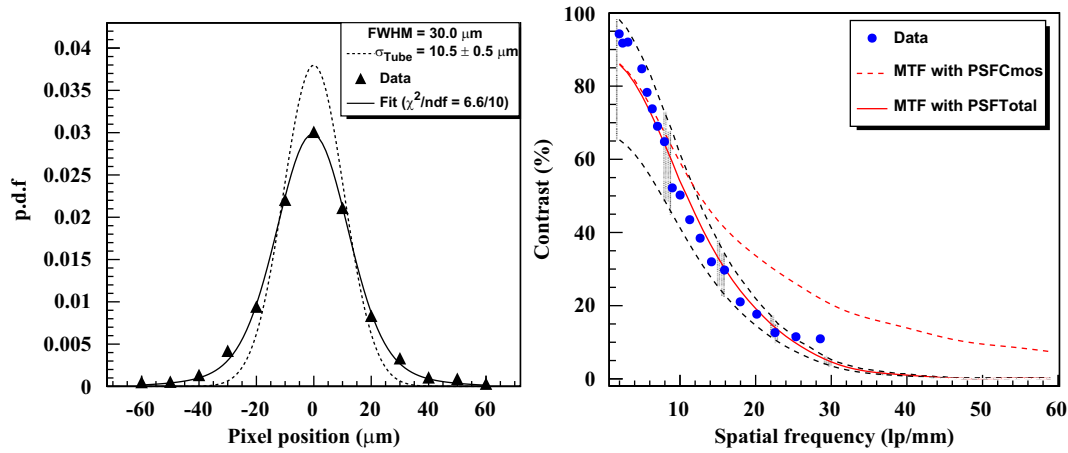 FWHM = 30.0 μm
σTube = 10.5 ± 0.5 μm
Data
Fit (χ²/ndf = 6.6/10)
p.d.f
0.04
0.035
0.03
0.025
0.02
0.015
0.01
0.005
0
-60 -40 -20 0 20 40 60
Pixel position (μm)
Data
MTF with PSFCmos
MTF with PSFTotal
Contrast (%)
100
80
60
40
20
0
10 20 30 40 50 60
Spatial frequency (lp/mm)